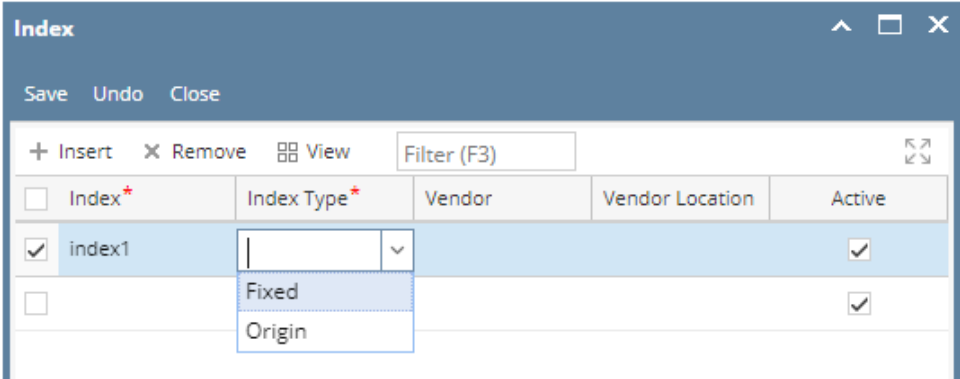 Index
Save Undo Close
Insert Remove View Filter (F3)
Index* Index Type* Vendor Vendor Location Active
index1
Fixed
Origin